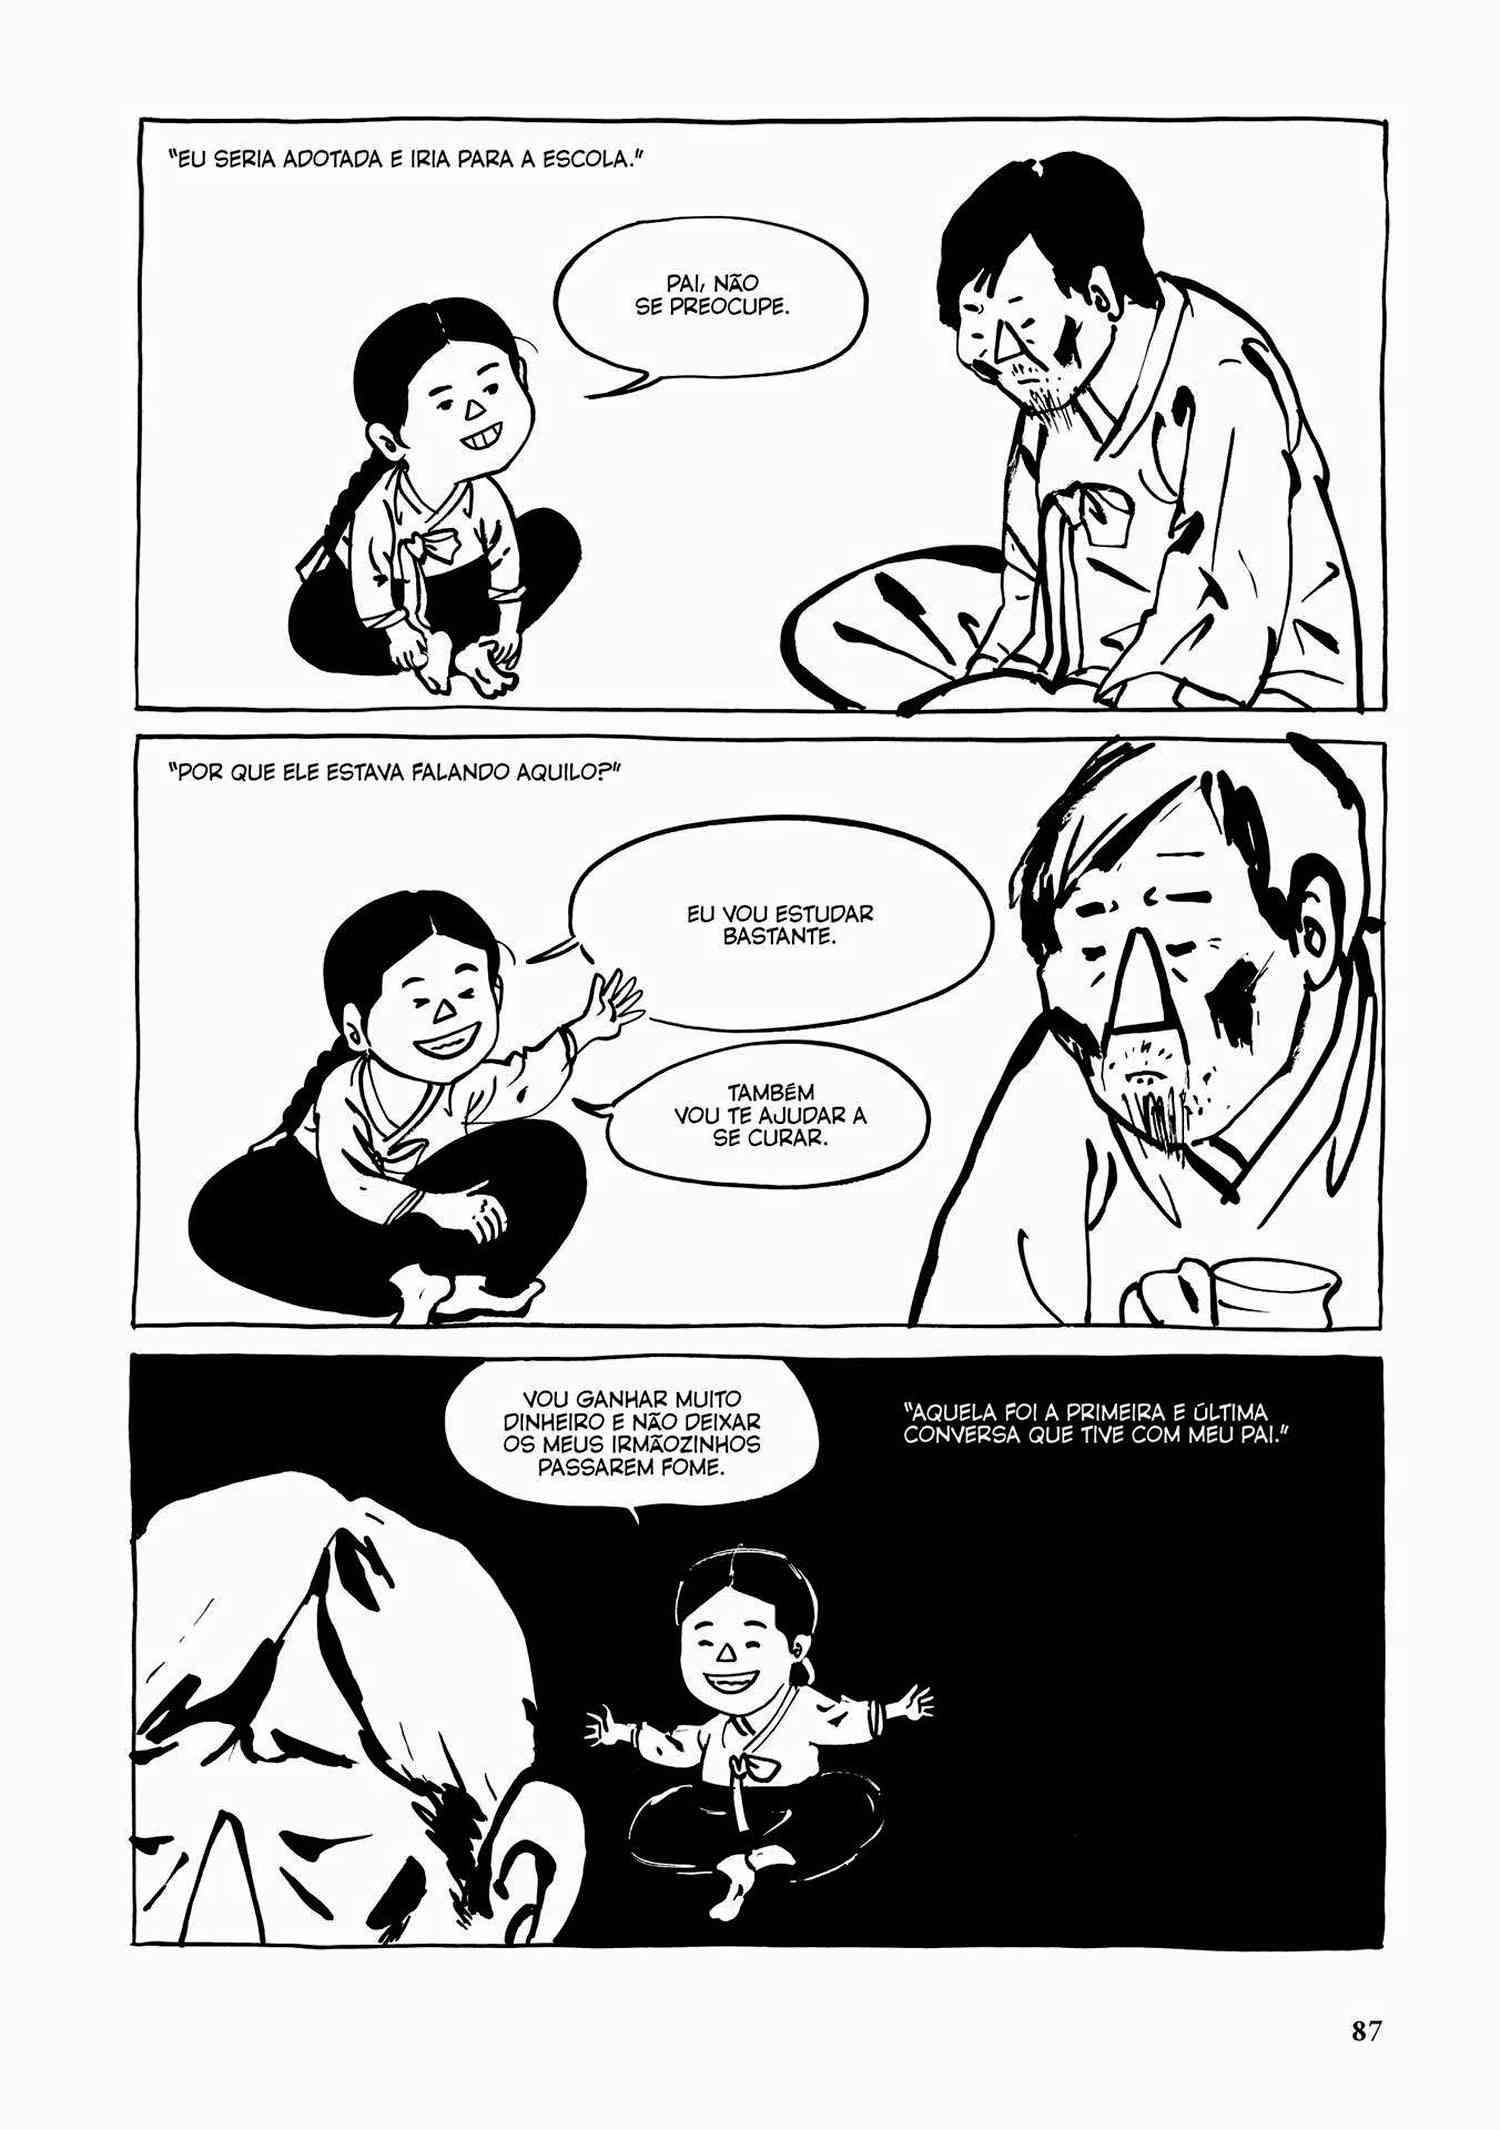 "EU SERIA ADOTADA E IRIA PARA A ESCOLA."
PAI, NÃO
SE PREOCUPE.
"POR QUE ELE ESTAVA FALANDO AQUILO?"
EU VOU ESTUDAR
BASTANTE.
TAMBÉM
VOU TE AJUDAR A
SE CURAR.
VOU GANHAR MUITO
DINHEIRO E NÃO DEIXAR
OS MEUS IRMÃOZINHOS
PASSAREM FOME.
"AQUELA FOI A PRIMEIRA E ÚLTIMA
CONVERSA QUE TIVE COM MEU PAI."
87